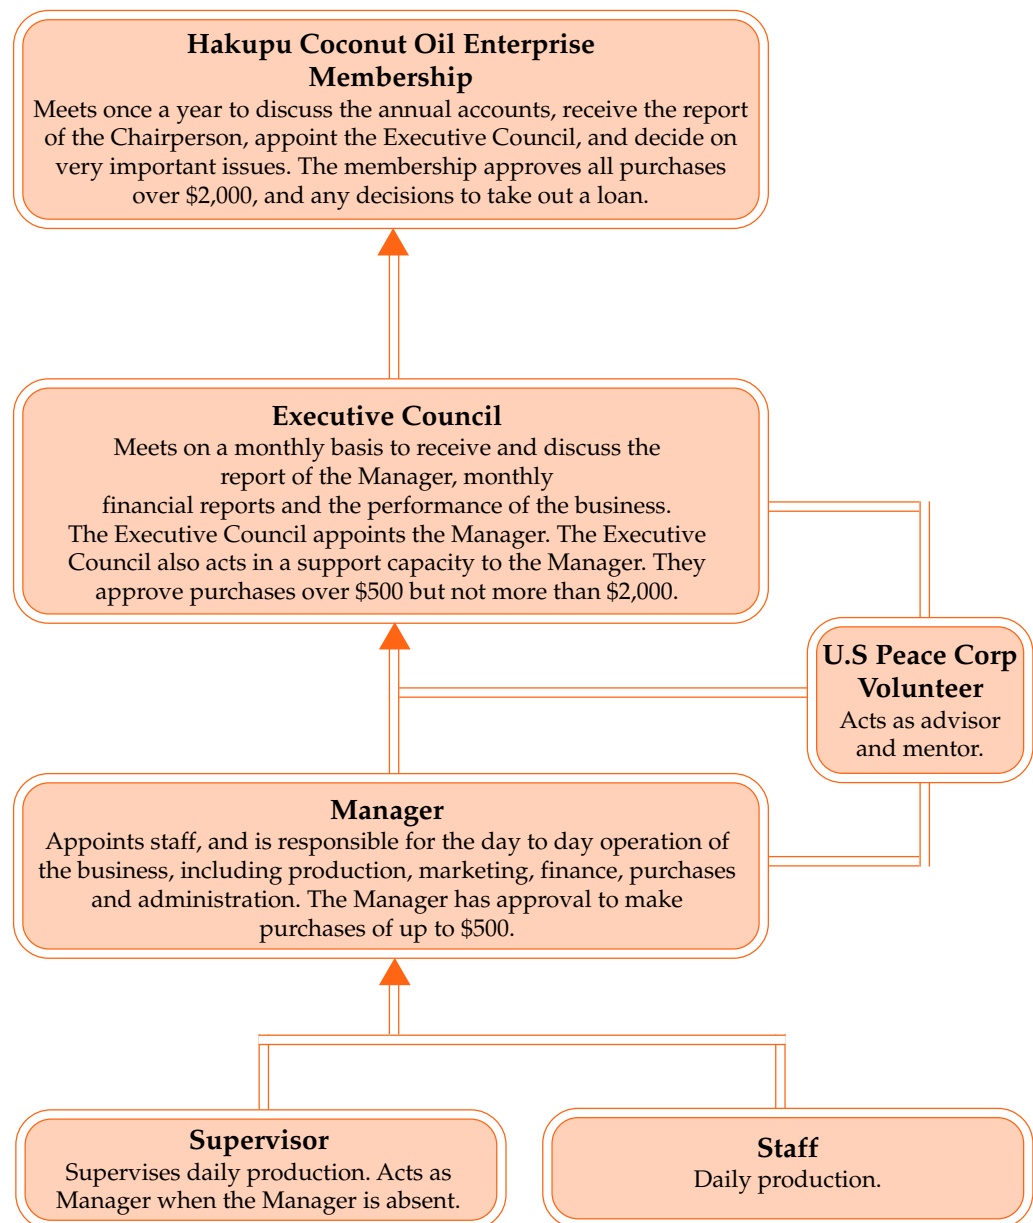 Hakupu Coconut Oil Enterprise
Membership
Meets once a year to discuss the annual accounts, receive the report
of the Chairperson, appoint the Executive Council, and decide on
very important issues. The membership approves all purchases
over $2,000, and any decisions to take out a loan.
Executive Council
Meets on a monthly basis to receive and discuss the
report of the Manager, monthly
financial reports and the performance of the business.
The Executive Council appoints the Manager. The Executive
Council also acts in a support capacity to the Manager. They
approve purchases over $500 but not more than $2,000.
U.S Peace Corp
Volunteer
Acts as advisor
and mentor.
Manager
Appoints staff, and is responsible for the day to day operation of
the business, including production, marketing, finance, purchases
and administration. The Manager has approval to make
purchases of up to $500.
Supervisor
Supervises daily production. Acts as
Manager when the Manager is absent.
Staff
Daily production.